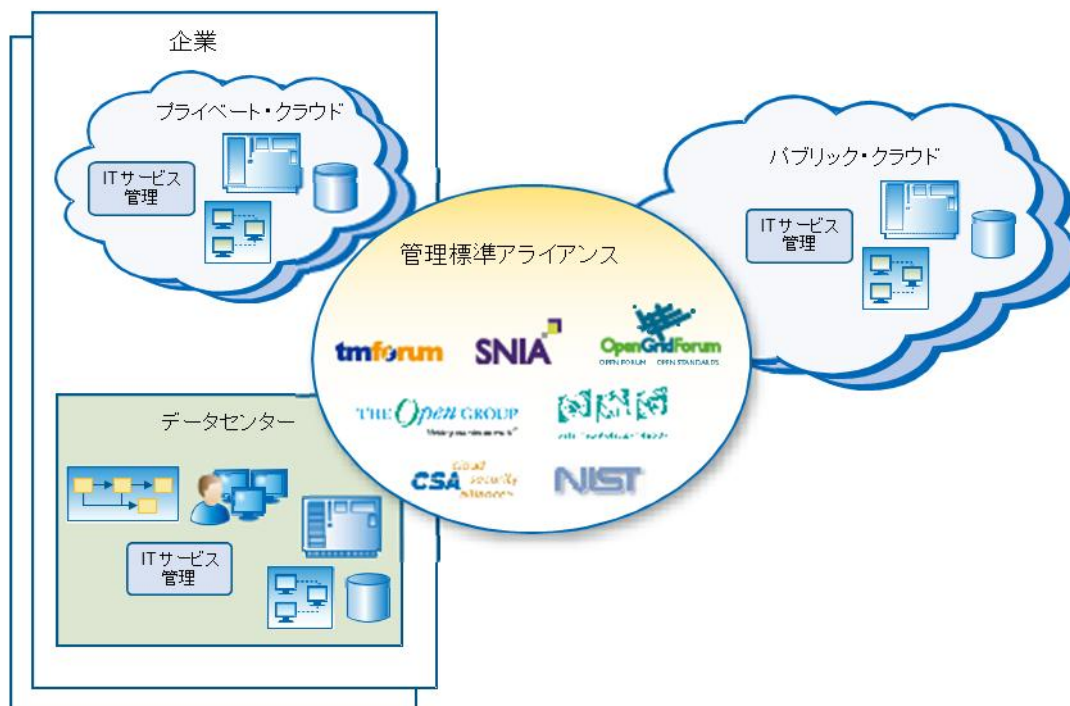 企業
プライベート・クラウド
ITサービス
管理
パブリック・クラウド
ITサービス
管理
管理標準アライアンス
tmforum
SNIA
OpenGridForum
OPEN FORUM OPEN STANDARDS
THE Open GROUP
CSA cloud
security
alliance
NIST
データセンター
ITサービス
管理